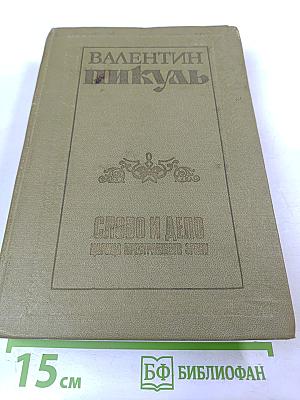 ВАЛЕНТИН
ПИКУЛЬ
СЛОВО И ДЕЛО
15 см
БФ БИБЛИОФАН